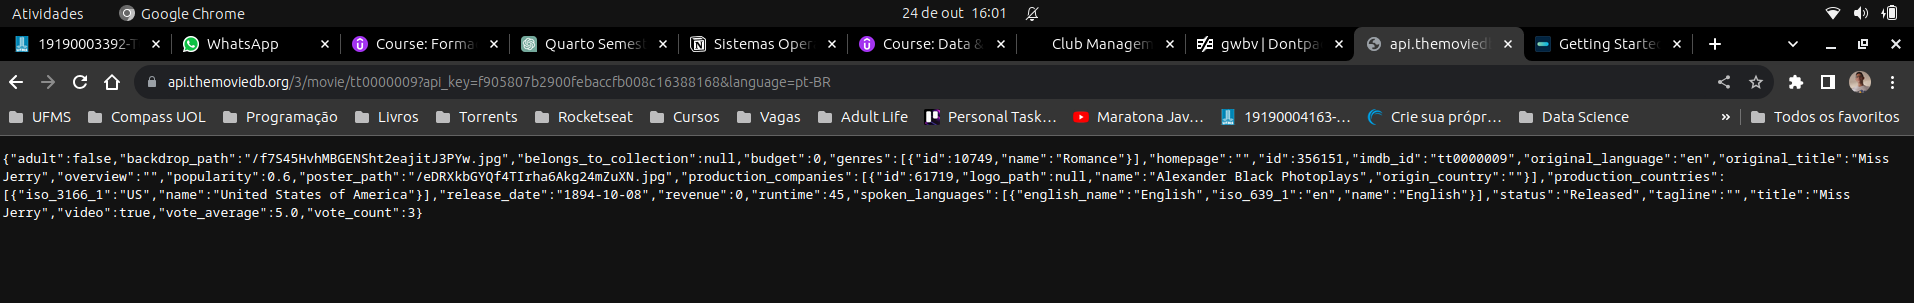 Atividades Google Chrome 24 de out 16:01
19190003392-T WhatsApp Course: Forma Quarto Semest Sistemas Oper Course: Data & Club Managem gwbv | Dontpa api.themoviedb Getting Starte
api.themoviedb.org/3/movie/tt0000009?api_key=f905807b2900febaccfb008c16388168&language=pt-BR
UFMS Compass UOL Programação Livros Torrents Rocketseat Cursos Vagas Adult Life Personal Task... Maratona Jav... 19190004163-... Crie sua própr... Data Science » Todos os favoritos
{"adult":false,"backdrop_path":"/f7S45HvhMBGENSht2eajitJ3PYw.jpg","belongs_to_collection":null,"budget":0,"genres":[{"id":10749,"name":"Romance"}],"homepage":"","id":356151,"imdb_id":"tt0000009","original_language":"en","original_title":"Miss
Jerry","overview":"","popularity":0.6,"poster_path":"/eDRXkbGYQf4TIrha6Akg24mZuXN.jpg","production_companies":[{"id":61719,"logo_path":null,"name":"Alexander Black Photoplays","origin_country":""}],"production_countries":
[{"iso_3166_1":"US","name":"United States of America"}],"release_date":"1894-10-08","revenue":0,"runtime":45,"spoken_languages":[{"english_name":"English","iso_639_1":"en","name":"English"}],"status":"Released","tagline":"","title":"Miss
Jerry","video":true,"vote_average":5.0,"vote_count":3}